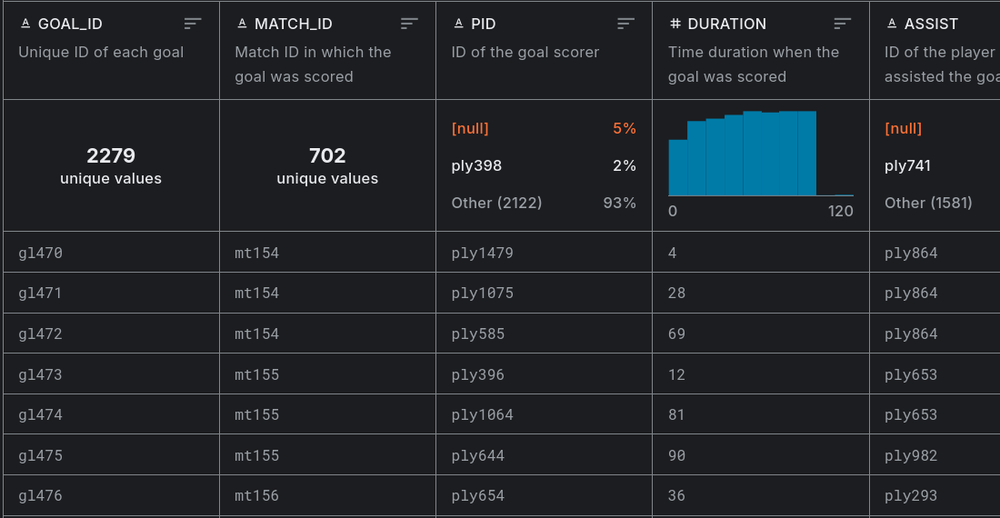 A GOAL_ID
Unique ID of each goal
A MATCH_ID
Match ID in which the
goal was scored
A PID
ID of the goal scorer
# DURATION
Time duration when the
goal was scored
A ASSIST
ID of the player
assisted the goa
2279
unique values
702
unique values
[null] 5%
ply398 2%
Other (2122) 93%
0 120
[null]
ply741
Other (1581)
gl470 mt154 ply1479 4 ply864
gl471 mt154 ply1075 28 ply864
gl472 mt154 ply585 69 ply864
gl473 mt155 ply396 12 ply653
gl474 mt155 ply1064 81 ply653
gl475 mt155 ply644 90 ply982
gl476 mt156 ply654 36 ply293